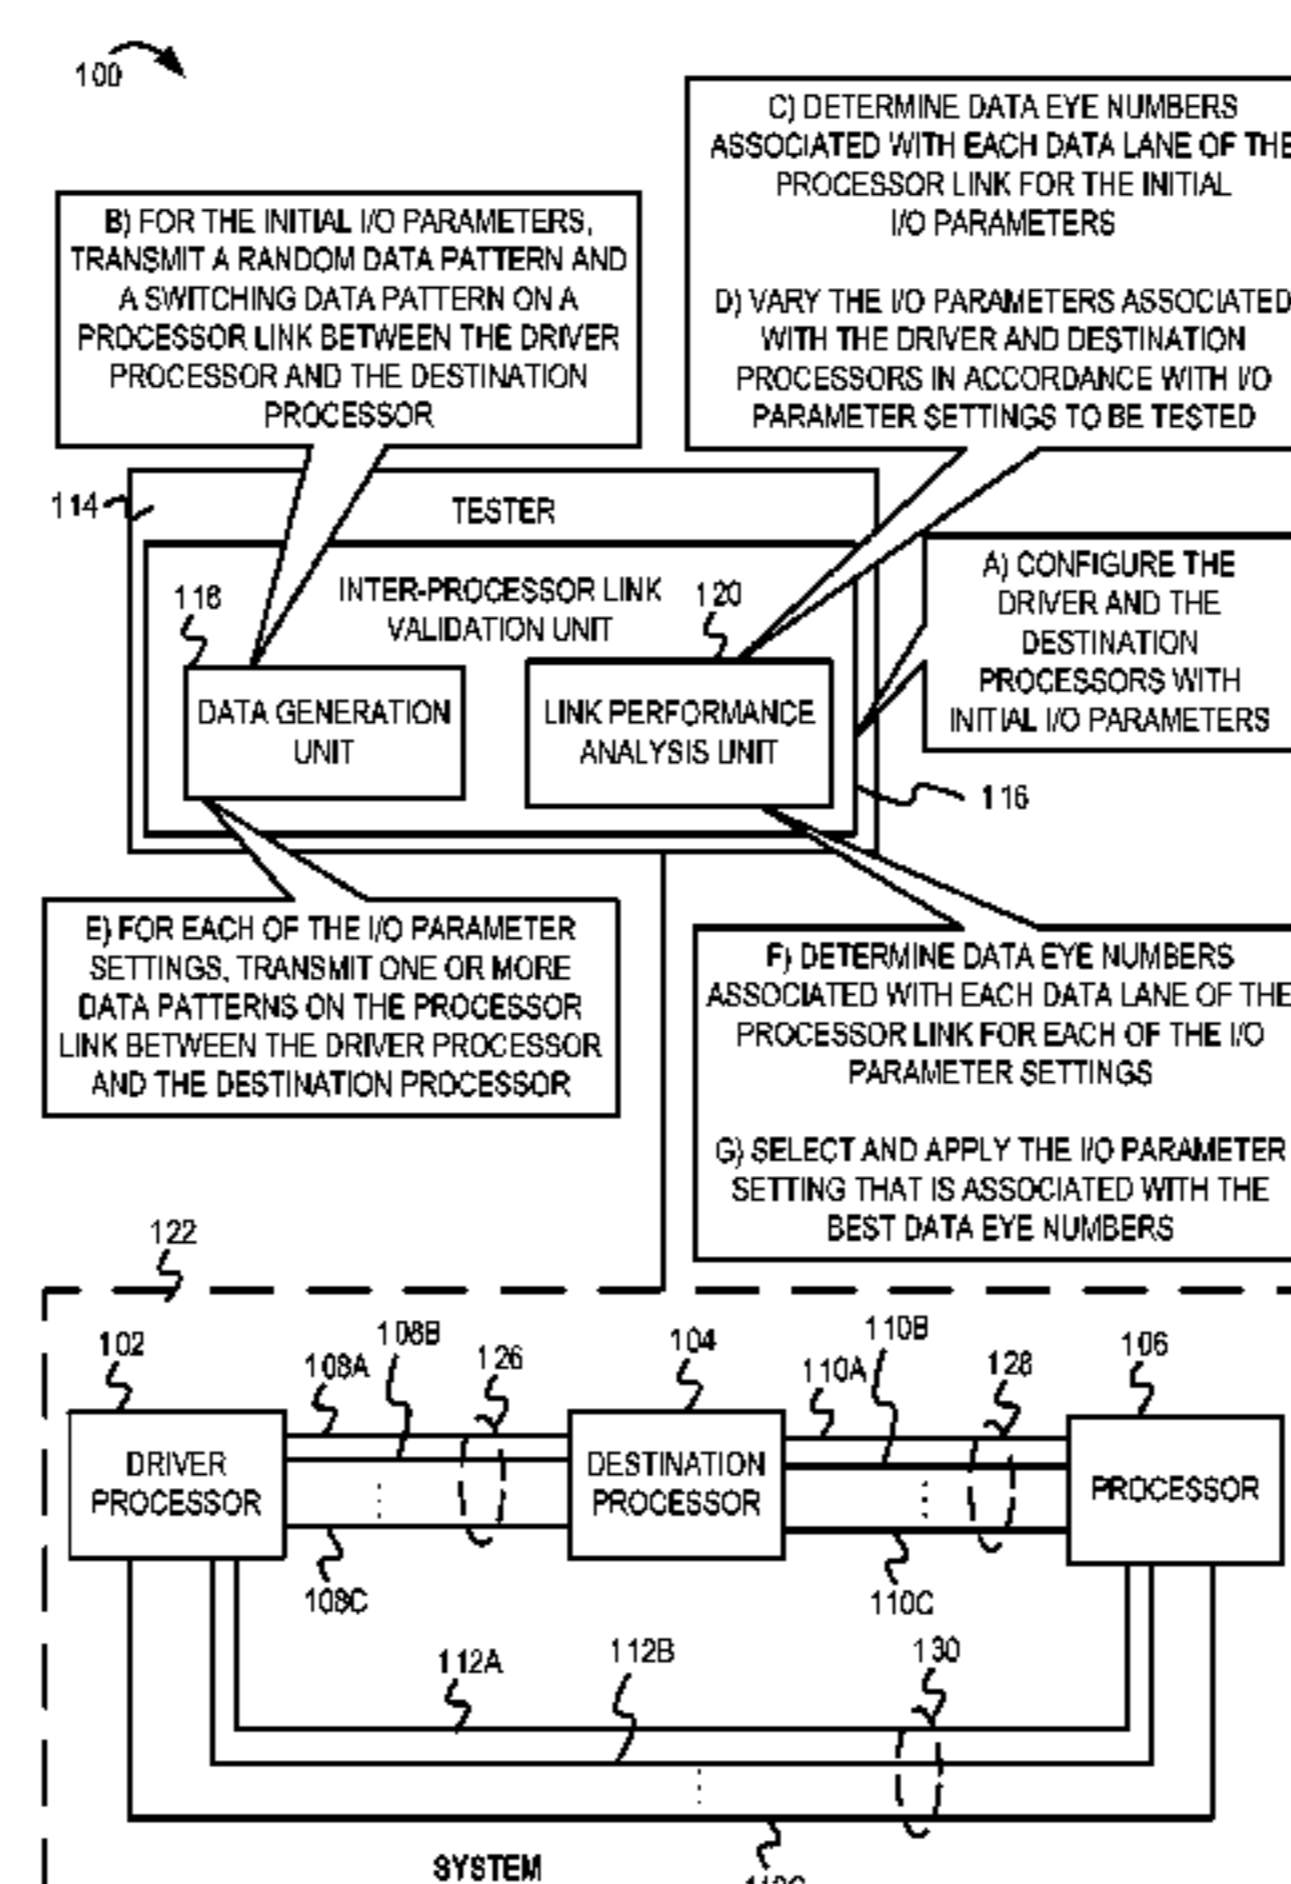 100
C) DETERMINE DATA EYE NUMBERS
ASSOCIATED WITH EACH DATA LANE OF THE
PROCESSOR LINK FOR THE INITIAL
I/O PARAMETERS
D) VARY THE I/O PARAMETERS ASSOCIATED
WITH THE DRIVER AND DESTINATION
PROCESSORS IN ACCORDANCE WITH I/O
PARAMETER SETTINGS TO BE TESTED
B) FOR THE INITIAL I/O PARAMETERS,
TRANSMIT A RANDOM DATA PATTERN AND
A SWITCHING DATA PATTERN ON A
PROCESSOR LINK BETWEEN THE DRIVER
PROCESSOR AND THE DESTINATION
PROCESSOR
114
TESTER
A) CONFIGURE THE
DRIVER AND THE
DESTINATION
PROCESSORS WITH
INITIAL I/O PARAMETERS
INTER-PROCESSOR LINK
VALIDATION UNIT
118
120
DATA GENERATION
UNIT
LINK PERFORMANCE
ANALYSIS UNIT
116
E) FOR EACH OF THE I/O PARAMETER
SETTINGS, TRANSMIT ONE OR MORE
DATA PATTERNS ON THE PROCESSOR
LINK BETWEEN THE DRIVER PROCESSOR
AND THE DESTINATION PROCESSOR
F) DETERMINE DATA EYE NUMBERS
ASSOCIATED WITH EACH DATA LANE OF THE
PROCESSOR LINK FOR EACH OF THE I/O
PARAMETER SETTINGS
G) SELECT AND APPLY THE I/O PARAMETER
SETTING THAT IS ASSOCIATED WITH THE
BEST DATA EYE NUMBERS
122
102
108A
108B
126
104
110A
110B
128
106
DRIVER
PROCESSOR
DESTINATION
PROCESSOR
PROCESSOR
108C
110C
112A
112B
130
SYSTEM